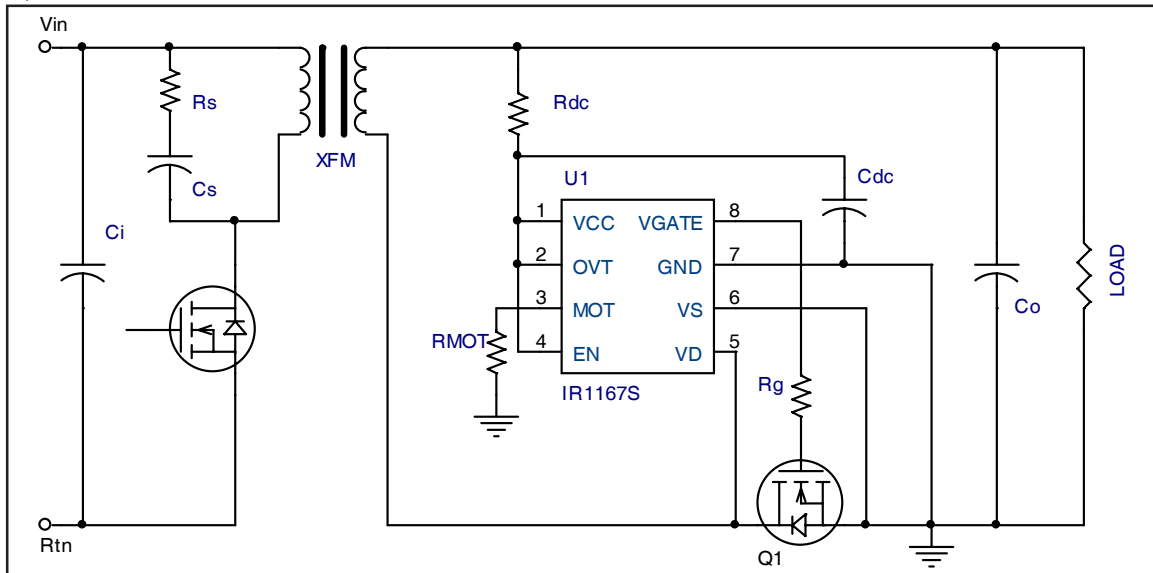 Vin
Rs
Cs
Ci
Rtn
XFM
Rdc
Cdc
U1
1 VCC VGATE 8
2 OVT GND 7
3 MOT VS 6
4 EN VD 5
IR1167S
RMOT
Rg
Q1
Co
LOAD